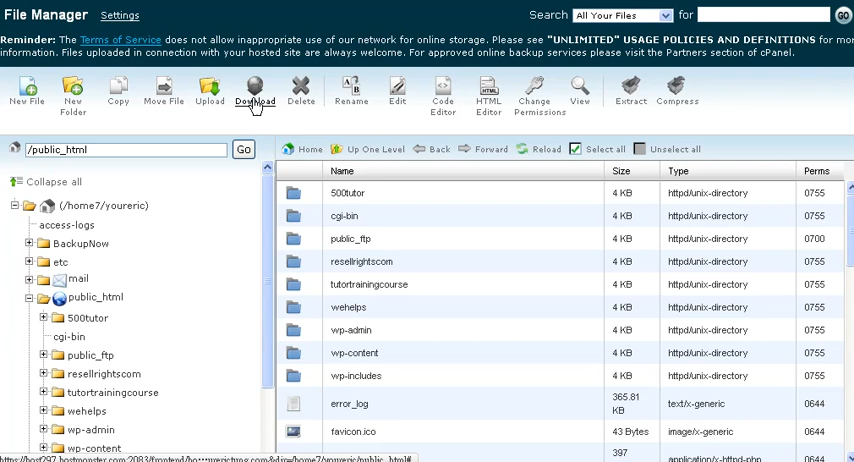 File Manager Settings Search All Your Files for GO
Reminder: The Terms of Service does not allow inappropriate use of our network for online storage. Please see "UNLIMITED" USAGE POLICIES AND DEFINITIONS for mor
information. Files uploaded in connection with your hosted site are always welcome. For approved online backup services please visit the Partners section of cPanel.
New File
New Folder
Copy
Move File
Upload
Download
Delete
Rename
Edit
Code Editor
HTML Editor
Change Permissions
View
Extract
Compress
/public_html Go
Collapse all
(/home7/youreric)
access-logs
BackupNow
etc
mail
public_html
500tutor
cgi-bin
public_ftp
resellrightscom
tutortrainingcourse
wehelps
wp-admin
wp-content
Home Up One Level Back Forward Reload Select all Unselect all
Name Size Type Perms
500tutor 4 KB httpd/unix-directory 0755
cgi-bin 4 KB httpd/unix-directory 0755
public_ftp 4 KB httpd/unix-directory 0700
resellrightscom 4 KB httpd/unix-directory 0755
tutortrainingcourse 4 KB httpd/unix-directory 0755
wehelps 4 KB httpd/unix-directory 0755
wp-admin 4 KB httpd/unix-directory 0755
wp-content 4 KB httpd/unix-directory 0755
wp-includes 4 KB httpd/unix-directory 0755
error_log 365.81 KB text/x-generic 0644
favicon.ico 43 Bytes image/x-generic 0644
397 application/x-httpd-php 0644